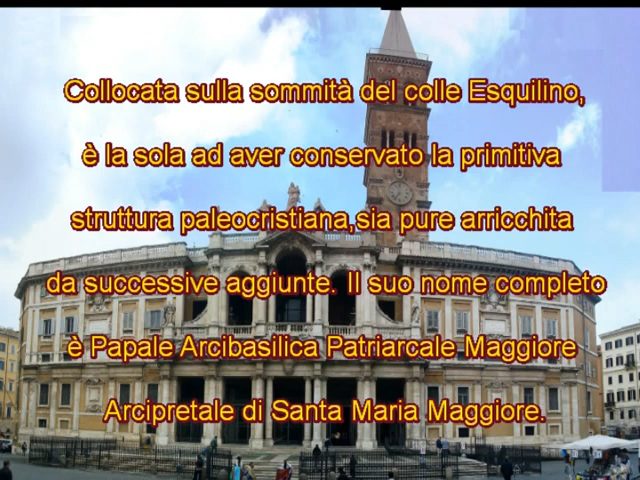 Collocata sulla sommità del colle Esquilino,
è la sola ad aver conservato la primitiva
struttura paleocristiana,sia pure arricchita
da successive aggiunte. Il suo nome completo
è Papale Arcibasilica Patriarcale Maggiore
Arcipretale di Santa Maria Maggiore.